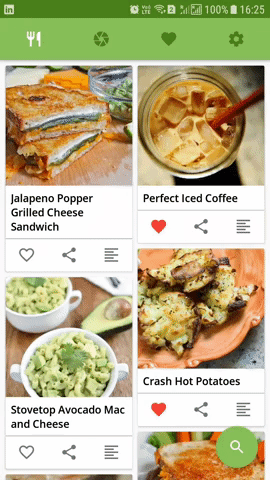 100% 16:25
Jalapeno Popper
Grilled Cheese
Sandwich
Perfect Iced Coffee
Stovetop Avocado Mac
and Cheese
Crash Hot Potatoes